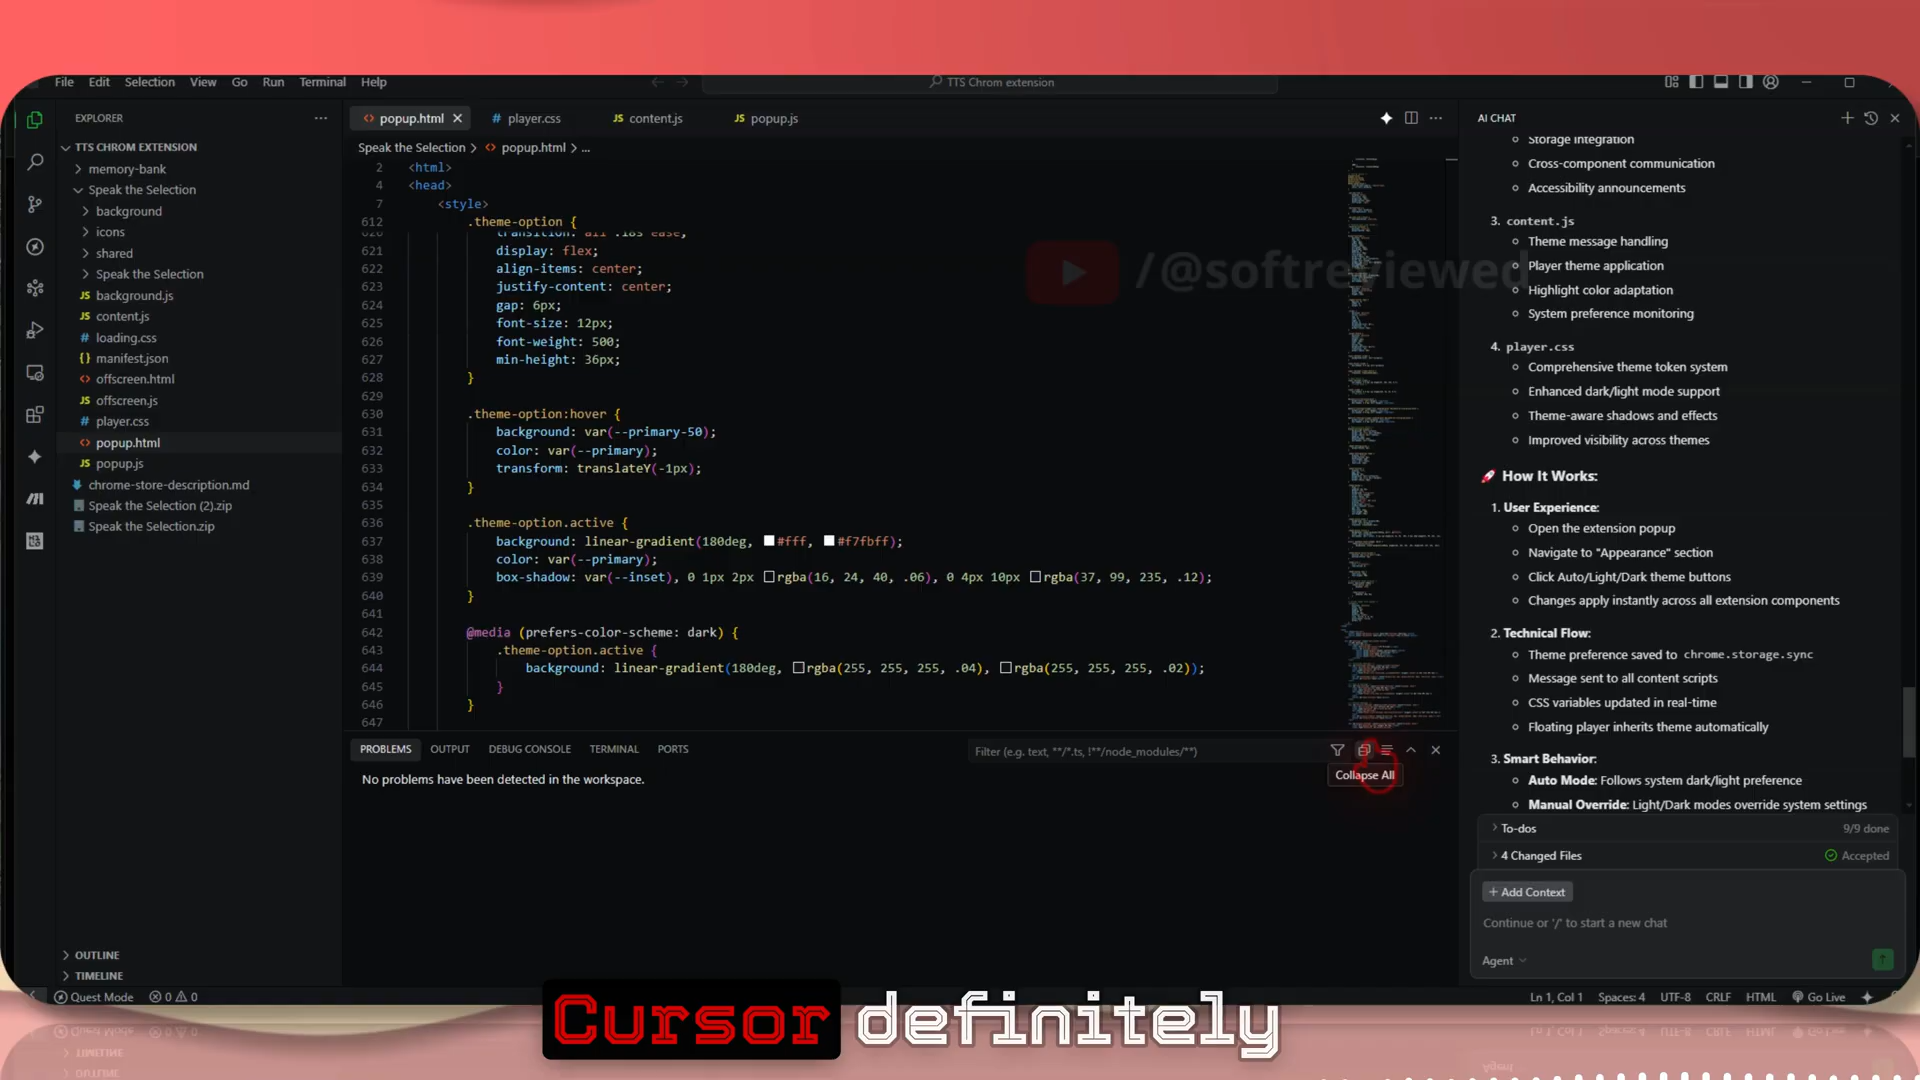 File Edit Selection View Go Run Terminal Help
TTS Chrom extension
EXPLORER
TTS CHROM EXTENSION
memory-bank
Speak the Selection
background
icons
shared
Speak the Selection
JS background.js
JS content.js
# loading.css
{} manifest.json
<> offscreen.html
JS offscreen.js
# player.css
<> popup.html
JS popup.js
chrome-store-description.md
Speak the Selection (2).zip
Speak the Selection.zip
OUTLINE
TIMELINE
<> popup.html
# player.css
JS content.js
JS popup.js
Speak the Selection > <> popup.html > ...
2 <html>
4 <head>
7 <style>
612 .theme-option {
620 transition: all .18s ease;
621 display: flex;
622 align-items: center;
623 justify-content: center;
624 gap: 6px;
625 font-size: 12px;
626 font-weight: 500;
627 min-height: 36px;
628 }
629
630 .theme-option:hover {
631 background: var(--primary-50);
632 color: var(--primary);
633 transform: translateY(-1px);
634 }
635
636 .theme-option.active {
637 background: linear-gradient(180deg, #fff, #f7fbff);
638 color: var(--primary);
639 box-shadow: var(--inset), 0 1px 2px rgba(16, 24, 40, .06), 0 4px 10px rgba(37, 99, 235, .12);
640 }
641
642 @media (prefers-color-scheme: dark) {
643 .theme-option.active {
644 background: linear-gradient(180deg, rgba(255, 255, 255, .04), rgba(255, 255, 255, .02));
645 }
646 }
647
/@softreviewed
PROBLEMS OUTPUT DEBUG CONSOLE TERMINAL PORTS
Filter (e.g. text, **/*.ts, !**/node_modules/**)
Collapse All
No problems have been detected in the workspace.
AI CHAT
Storage integration
Cross-component communication
Accessibility announcements
3. content.js
Theme message handling
Player theme application
Highlight color adaptation
System preference monitoring
4. player.css
Comprehensive theme token system
Enhanced dark/light mode support
Theme-aware shadows and effects
Improved visibility across themes
🚀 How It Works:
1. User Experience:
Open the extension popup
Navigate to "Appearance" section
Click Auto/Light/Dark theme buttons
Changes apply instantly across all extension components
2. Technical Flow:
Theme preference saved to chrome.storage.sync
Message sent to all content scripts
CSS variables updated in real-time
Floating player inherits theme automatically
3. Smart Behavior:
Auto Mode: Follows system dark/light preference
Manual Override: Light/Dark modes override system settings
To-dos 9/9 done
4 Changed Files Accepted
+ Add Context
Continue or '/' to start a new chat
Agent
Quest Mode 0 0
Ln 1, Col 1 Spaces: 4 UTF-8 CRLF HTML Go Live
Cursor definitely